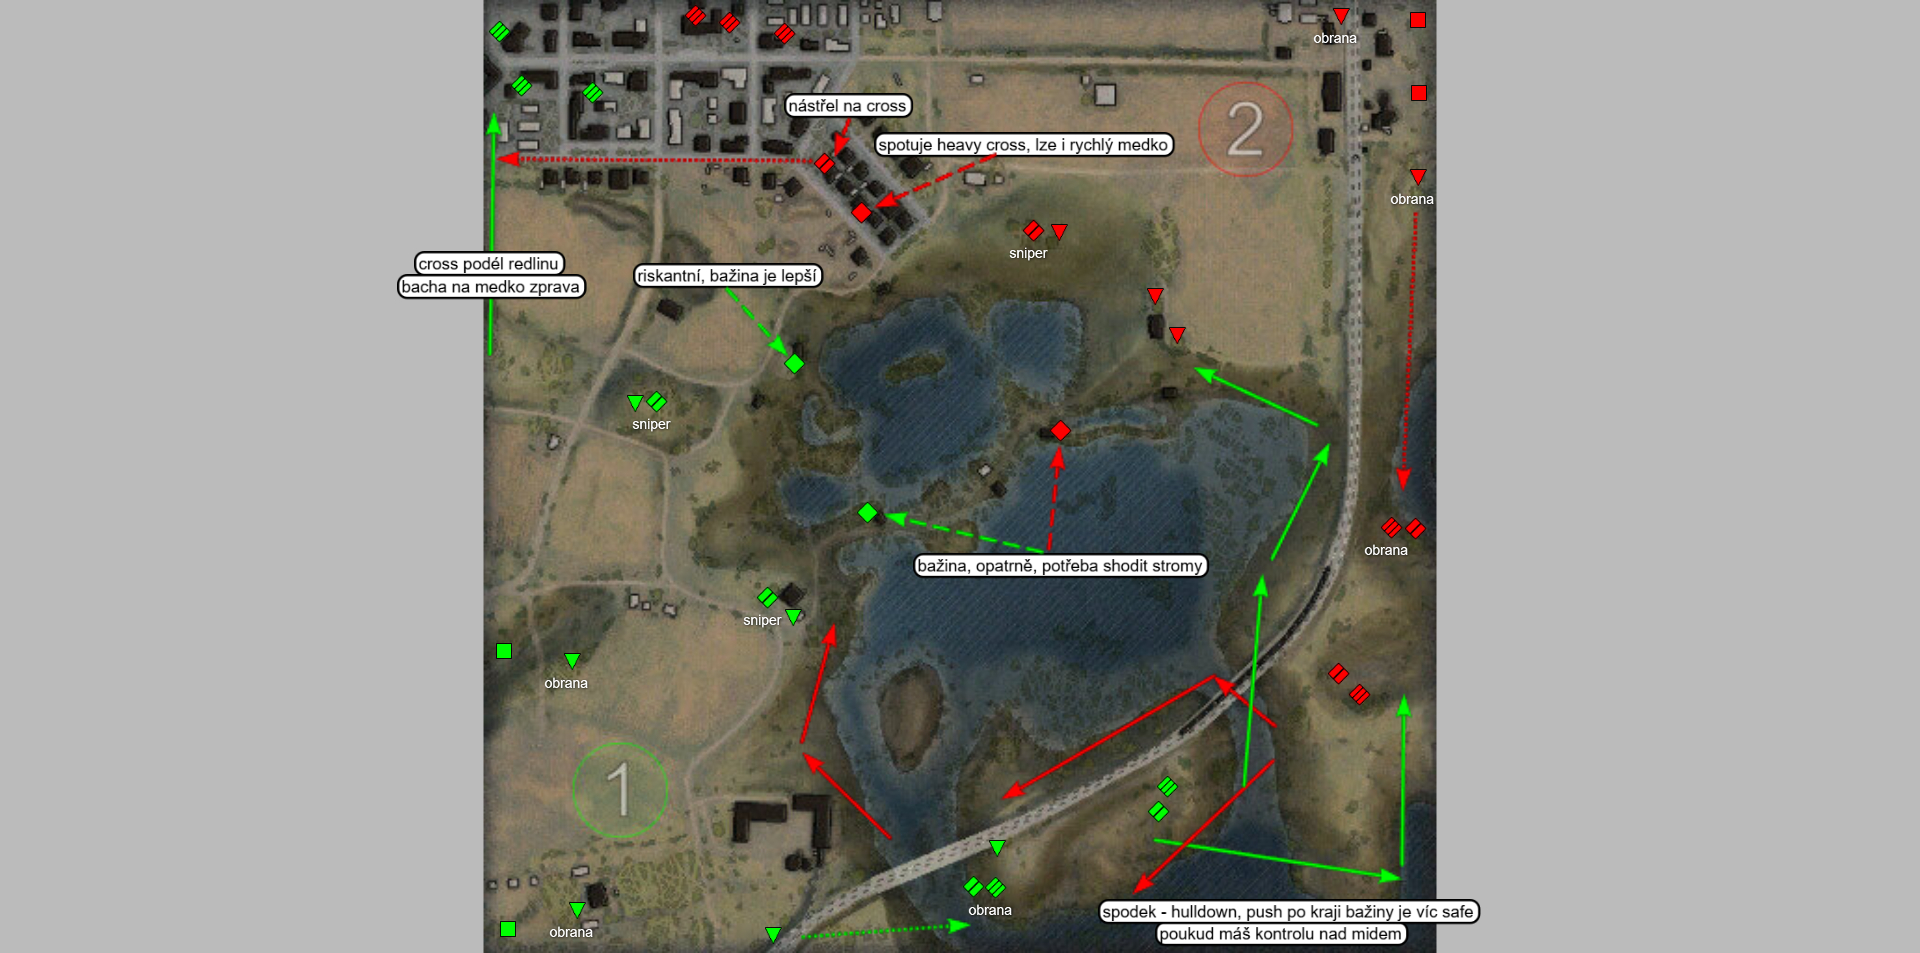 obrana
2
nástřel na cross
spotuje heavy cross, lze i rychlý medko
obrana
sniper
cross podél redlinu
bacha na medko zprava
riskantní, bažina je lepší
sniper
obrana
bažina, opatrně, potřeba shodit stromy
sniper
obrana
1
obrana
obrana
spodek - hulldown, push po kraji bažiny je víc safe
poukud máš kontrolu nad midem